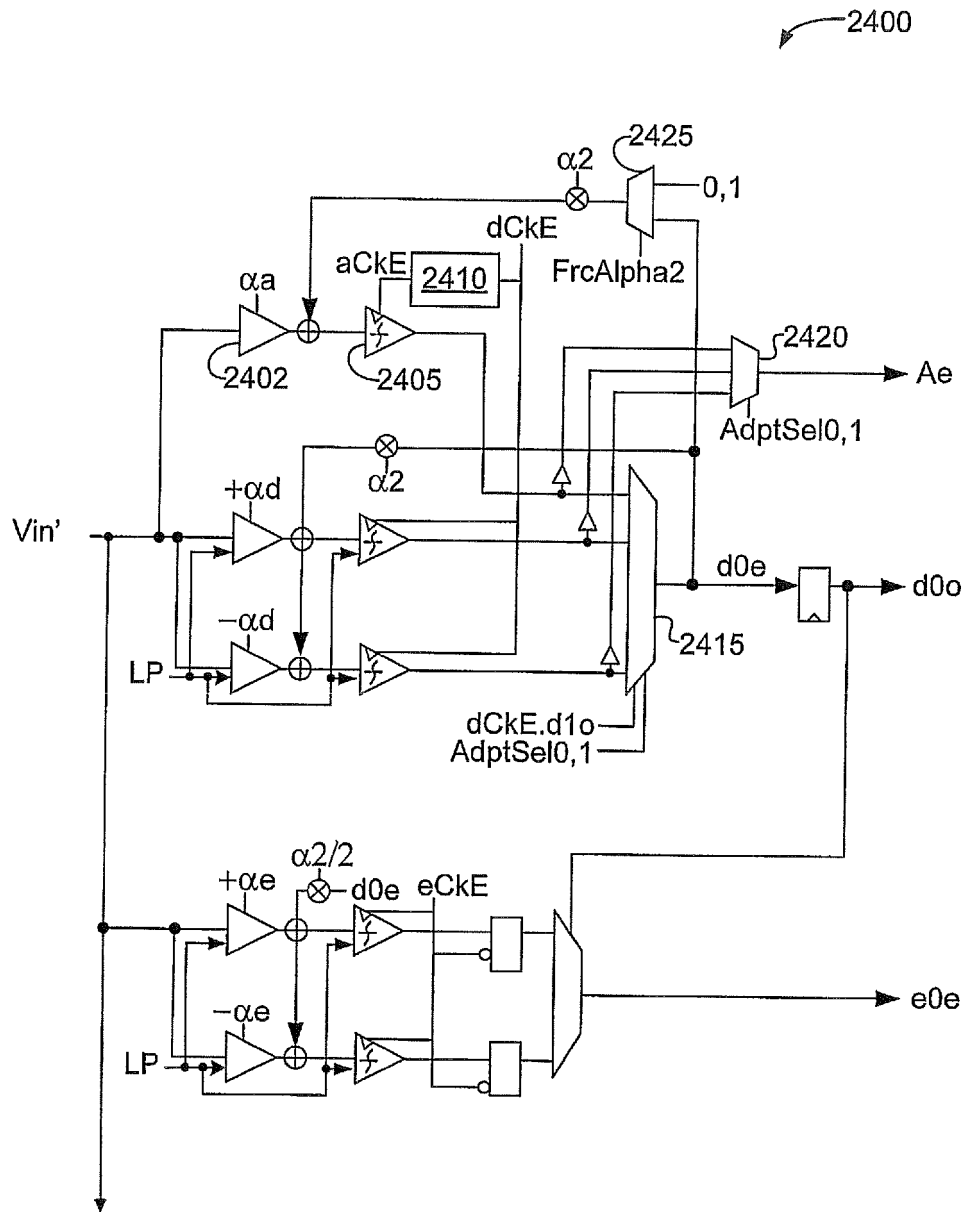 2400
2425
α2
0,1
dCkE
aCkE
2410
FrcAlpha2
αa
2420
2402
2405
Ae
AdptSel0,1
α2
+αd
Vin'
d0e
d0o
−αd
2415
LP
dCkE.d1o
AdptSel0,1
α2/2
+αe
d0e
eCkE
e0e
−αe
LP